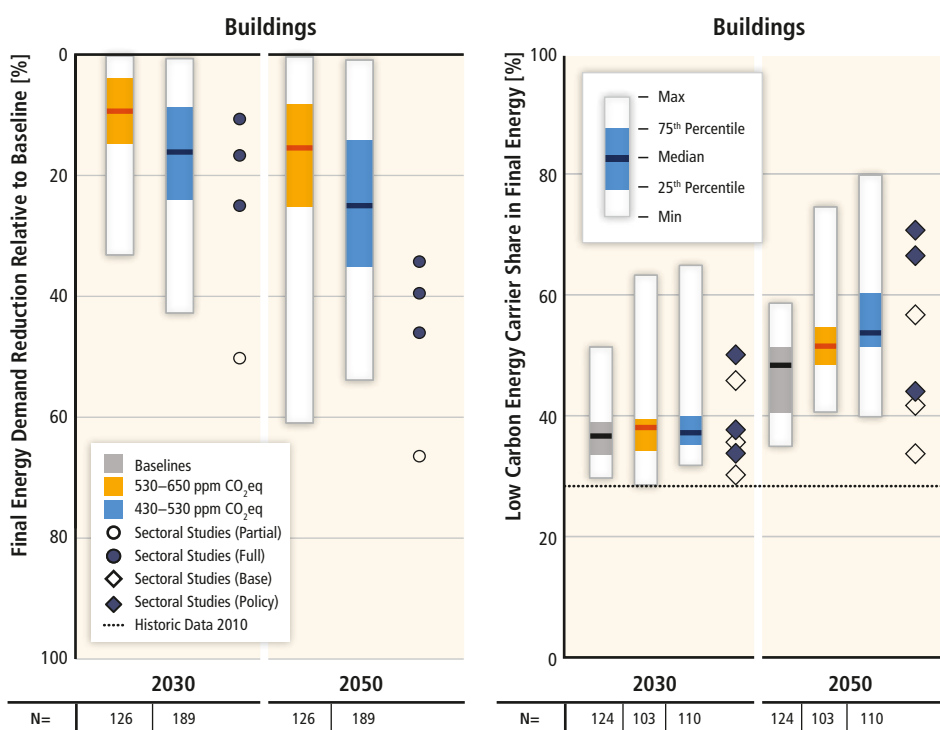 Buildings
Final Energy Demand Reduction Relative to Baseline [%]
0
20
40
60
80
100
Baselines
530–650 ppm CO2eq
430–530 ppm CO2eq
Sectoral Studies (Partial)
Sectoral Studies (Full)
Sectoral Studies (Base)
Sectoral Studies (Policy)
Historic Data 2010
2030 2050
N= 126 189 126 189
Buildings
Low Carbon Energy Carrier Share in Final Energy [%]
100
80
60
40
20
0
Max
75th Percentile
Median
25th Percentile
Min
2030 2050
N= 124 103 110 124 103 110